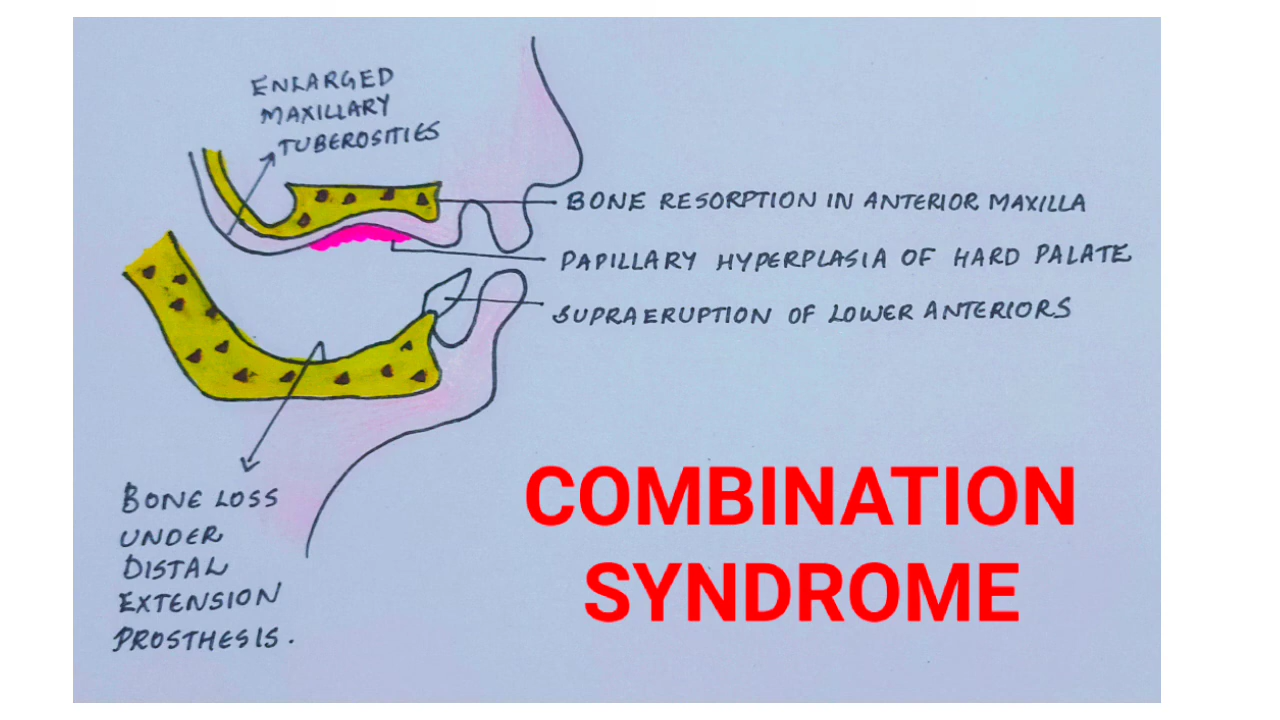 ENLARGED
MAXILLARY
TUBEROSITIES
BONE RESORPTION IN ANTERIOR MAXILLA
PAPILLARY HYPERPLASIA OF HARD PALATE
SUPRAERUPTION OF LOWER ANTERIORS
BONE LOSS
UNDER
DISTAL
EXTENSION
PROSTHESIS.
COMBINATION
SYNDROME